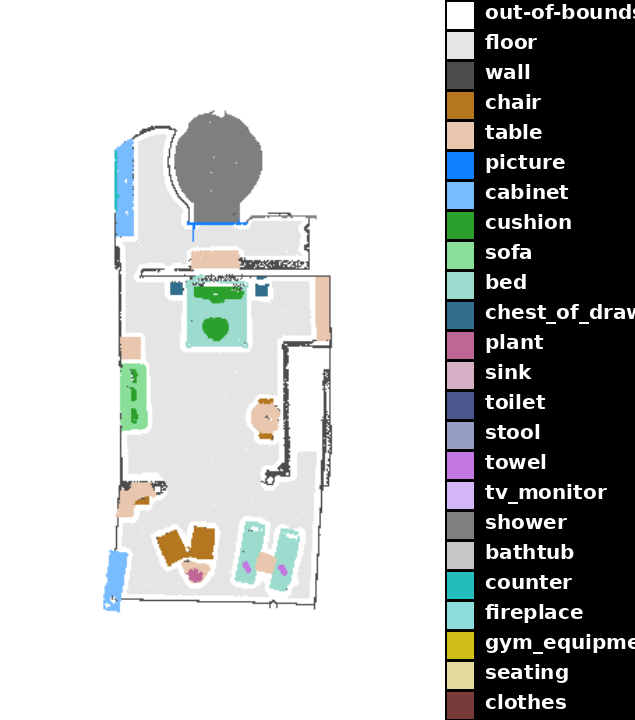 out-of-bounds
floor
wall
chair
table
picture
cabinet
cushion
sofa
bed
chest_of_draw
plant
sink
toilet
stool
towel
tv_monitor
shower
bathtub
counter
fireplace
gym_equipme
seating
clothes